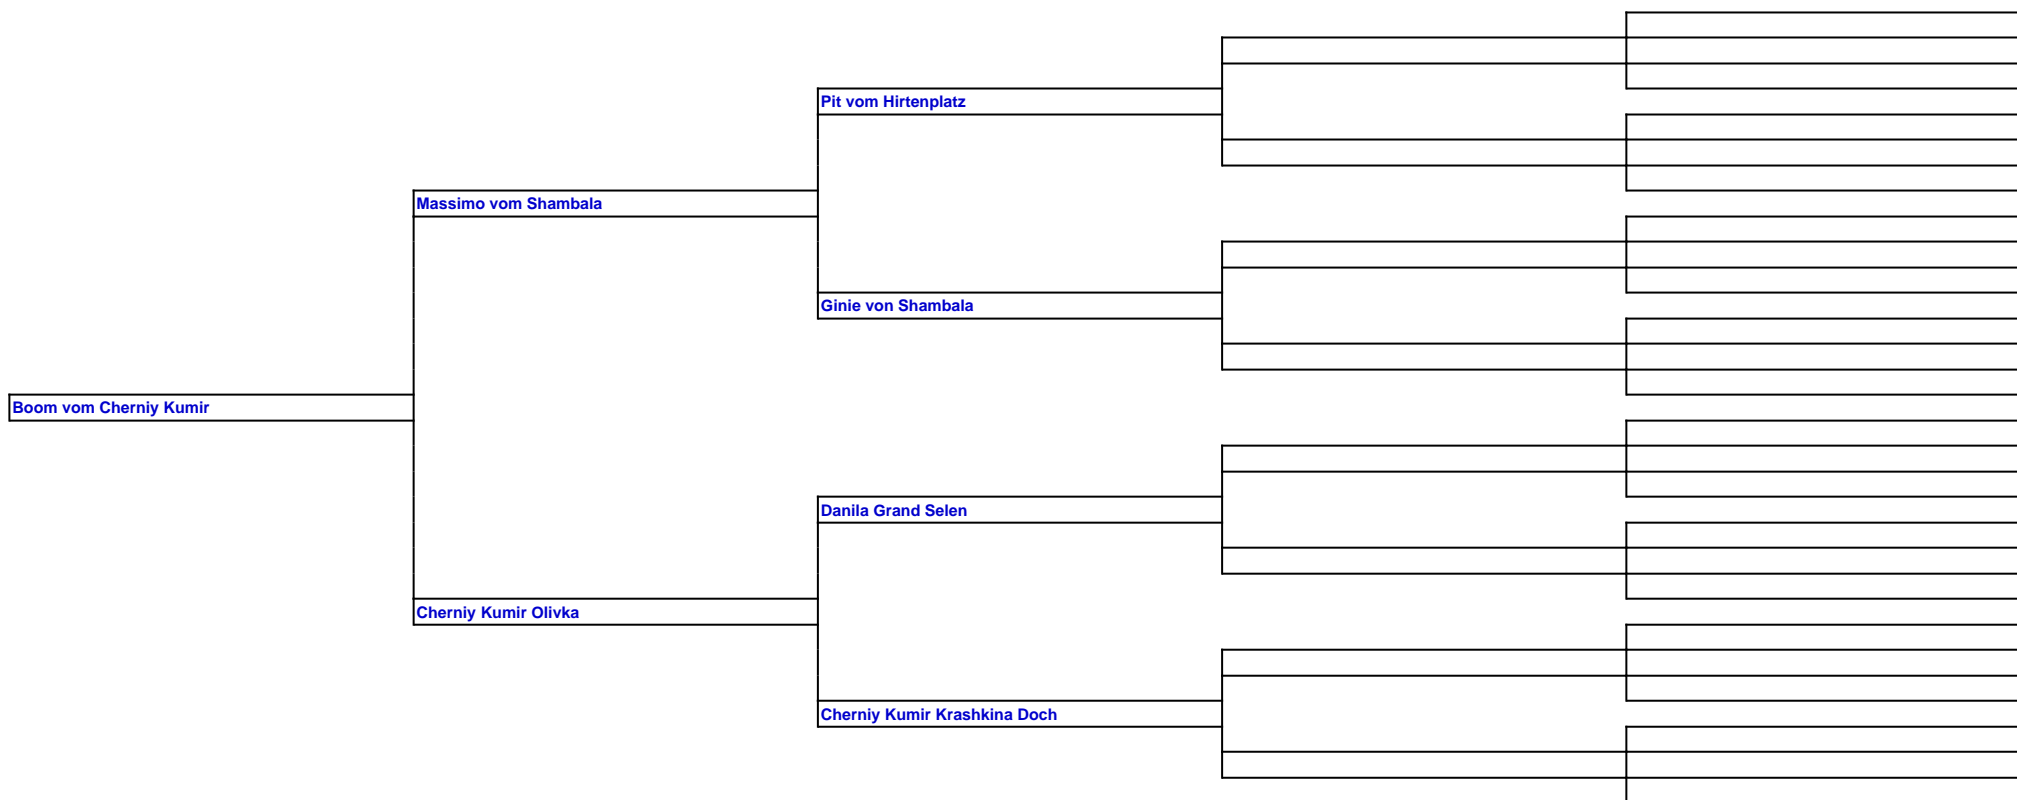 Pit vom Hirtenplatz
Massimo vom Shambala
Ginie von Shambala
Boom vom Cherniy Kumir
Danila Grand Selen
Cherniy Kumir Olivka
Cherniy Kumir Krashkina Doch